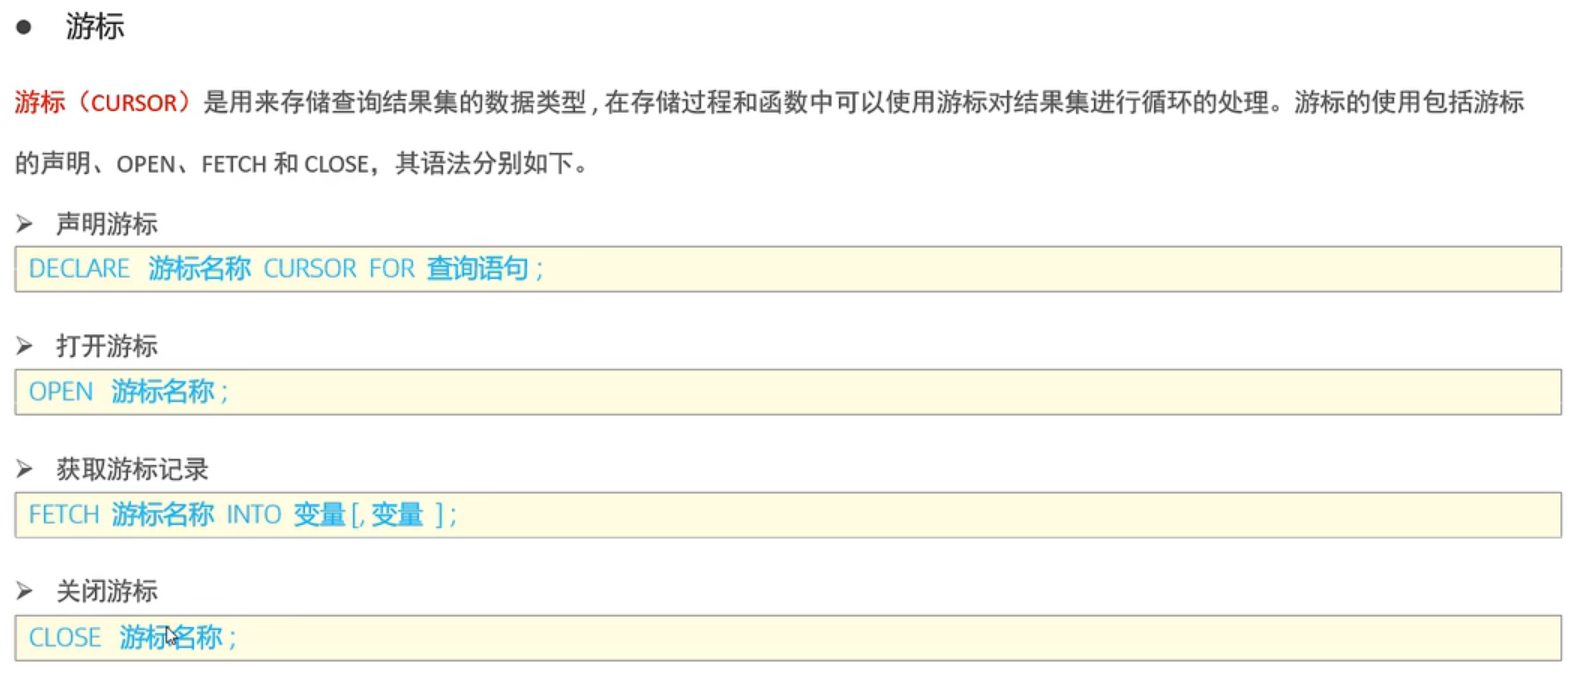 ● 游标
游标（CURSOR）是用来存储查询结果集的数据类型 , 在存储过程和函数中可以使用游标对结果集进行循环的处理。游标的使用包括游标
的声明、OPEN、FETCH 和 CLOSE，其语法分别如下。
➢ 声明游标
DECLARE 游标名称 CURSOR FOR 查询语句 ;
➢ 打开游标
OPEN 游标名称 ;
➢ 获取游标记录
FETCH 游标名称 INTO 变量 [, 变量 ] ;
➢ 关闭游标
CLOSE 游标名称 ;